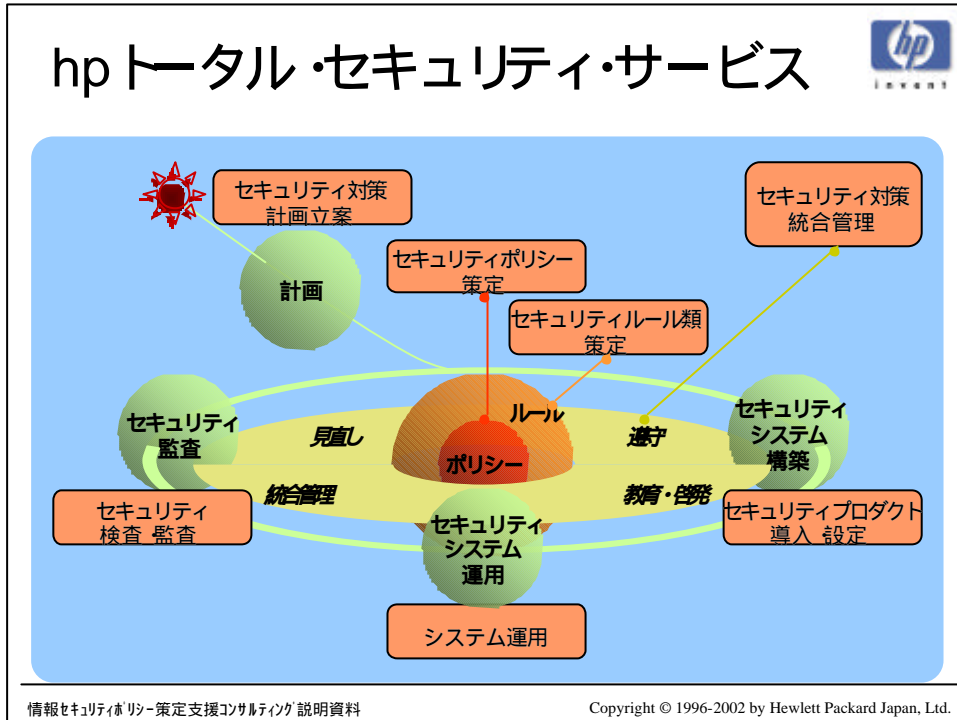 hpトータル・セキュリティ・サービス
hp
invent
セキュリティ対策
計画立案
セキュリティ対策
統合管理
セキュリティポリシー
策定
計画
セキュリティルール類
策定
ルール
セキュリティ
監査
見直し
遵守
セキュリティ
システム
構築
ポリシー
統合管理
教育・啓発
セキュリティ
検査・監査
セキュリティ
システム
運用
セキュリティプロダクト
導入・設定
システム運用
情報ｾｷｭﾘﾃｨﾎﾟﾘｼｰ策定支援ｺﾝｻﾙﾃｨﾝｸﾞ説明資料
Copyright © 1996-2002 by Hewlett Packard Japan, Ltd.